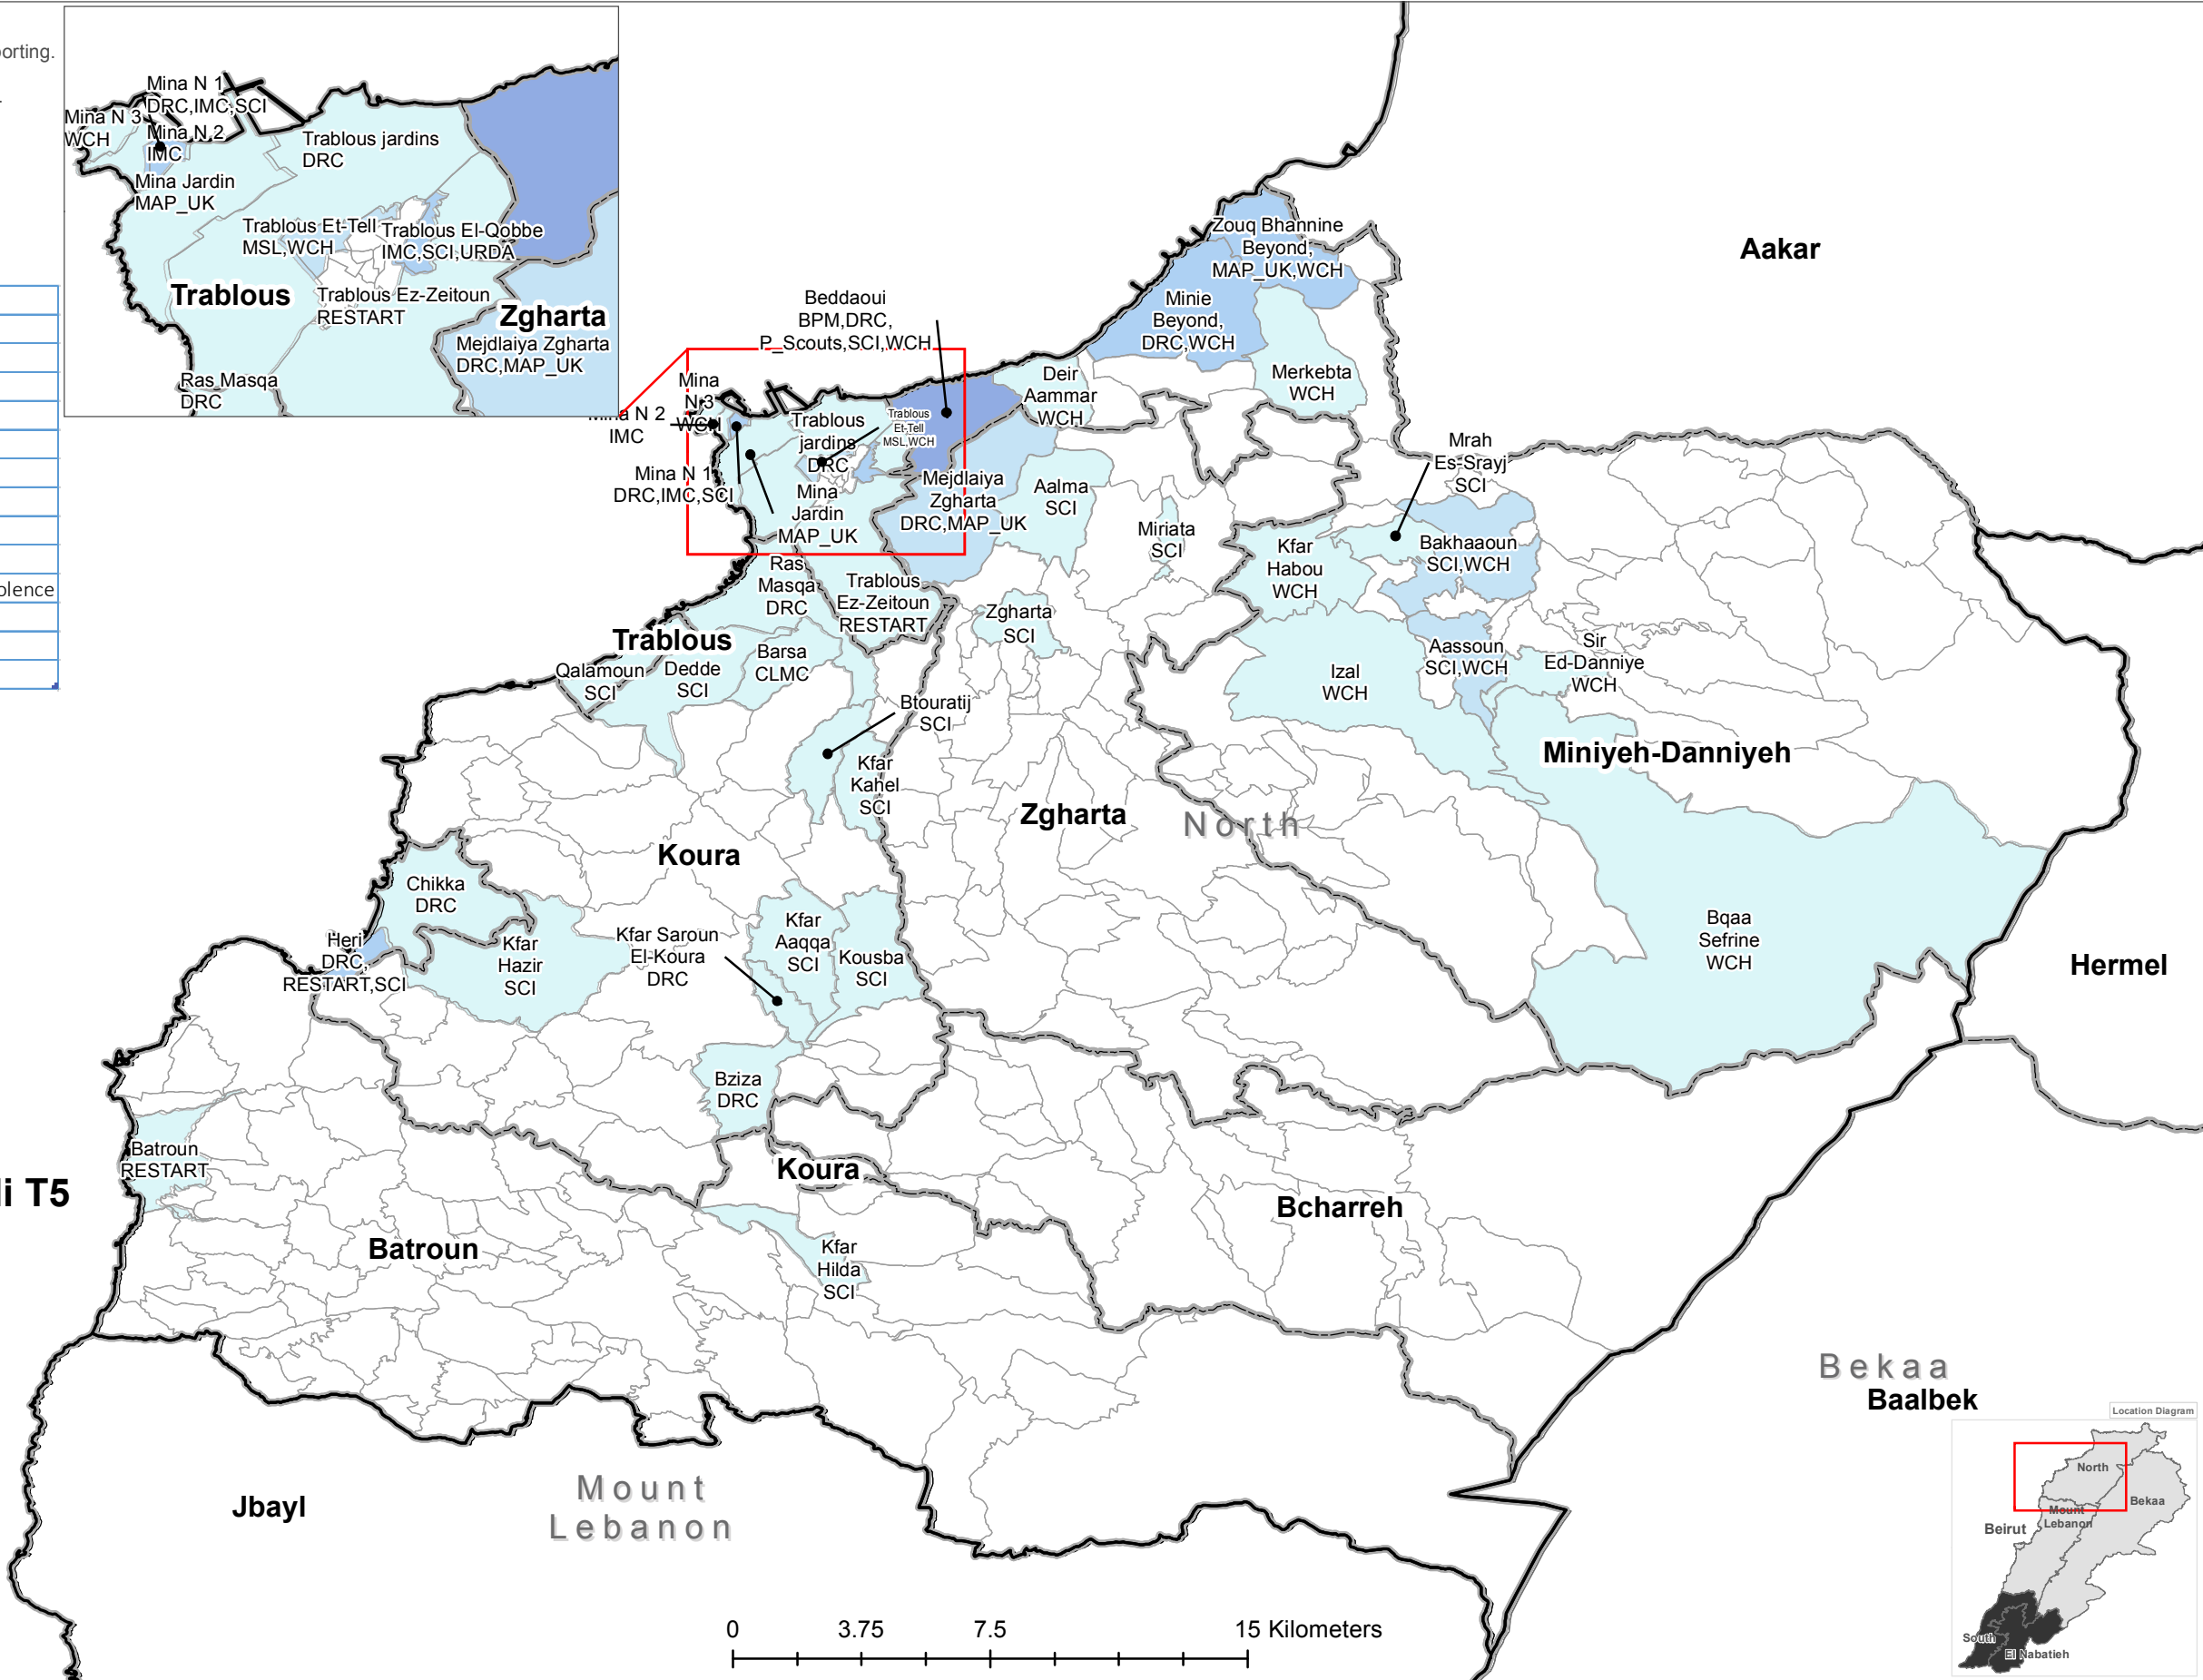 orting.
olence
li T5
Mina N 1
DRC,IMC,SCI
Mina N 3
WCH
Mina N 2
IMC
Trablous jardins
DRC
Mina Jardin
MAP_UK
Trablous Et-Tell
MSL,WCH
Trablous El-Qobbe
IMC,SCI,URDA
Trablous
Trablous Ez-Zeitoun
RESTART
Zgharta
Mejdlaiya Zgharta
DRC,MAP_UK
Ras Masqa
DRC
Aakar
Zouq Bhannine
Beyond,
MAP_UK,WCH
Minie
Beyond,
DRC,WCH
Beddaoui
BPM,DRC,
P_Scouts,SCI,WCH
Merkebta
WCH
Deir
Aammar
WCH
Mina
N 3
WCH
Mina N 2
IMC
Trablous
jardins
DRC
Trablous
Et-Tell
MSL,WCH
Mina N 1
DRC,IMC,SCI
Mina
Jardin
MAP_UK
Mejdlaiya
Zgharta
DRC,MAP_UK
Aalma
SCI
Miriata
SCI
Mrah
Es-Srayj
SCI
Kfar
Habou
WCH
Bakhaaoun
SCI,WCH
Ras
Masqa
DRC
Trablous
Ez-Zeitoun
RESTART
Zgharta
SCI
Trablous
Qalamoun
SCI
Dedde
SCI
Barsa
CLMC
Izal
WCH
Aassoun
SCI,WCH
Sir
Ed-Danniye
WCH
Btouratij
SCI
Kfar
Kahel
SCI
Miniyeh-Danniyeh
Zgharta
North
Koura
Chikka
DRC
Heri
DRC,
RESTART,SCI
Kfar
Hazir
SCI
Kfar Saroun
El-Koura
DRC
Kfar
Aaqqa
SCI
Kousba
SCI
Bqaa
Sefrine
WCH
Hermel
Bziza
DRC
Batroun
RESTART
Koura
Bcharreh
Batroun
Kfar
Hilda
SCI
Bekaa
Baalbek
Jbayl
Mount
Lebanon
0 3.75 7.5 15 Kilometers
Location Diagram
North
Bekaa
Mount
Lebanon
Beirut
South
El Nabatieh